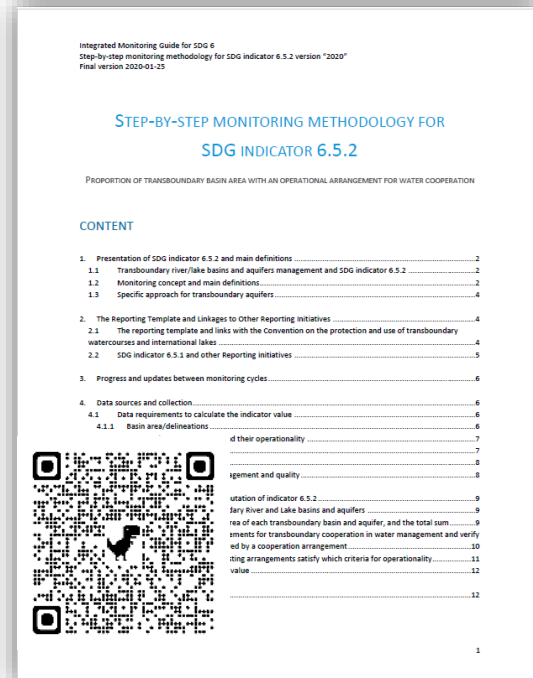 Integrated Monitoring Guide for SDG 6
Step-by-step monitoring methodology for SDG indicator 6.5.2 version "2020"
Final version 2020-01-25
STEP-BY-STEP MONITORING METHODOLOGY FOR
SDG INDICATOR 6.5.2
PROPORTION OF TRANSBOUNDARY BASIN AREA WITH AN OPERATIONAL ARRANGEMENT FOR WATER COOPERATION
CONTENT
1. Presentation of SDG indicator 6.5.2 and main definitions ... 2
1.1 Transboundary river/lake basins and aquifers management and SDG indicator 6.5.2 ... 2
1.2 Monitoring concept and main definitions ... 2
1.3 Specific approach for transboundary aquifers ... 4
2. The Reporting Template and Linkages to Other Reporting Initiatives ... 4
2.1 The reporting template and links with the Convention on the protection and use of transboundary
watercourses and international lakes ... 4
2.2 SDG indicator 6.5.1 and other Reporting initiatives ... 5
3. Progress and updates between monitoring cycles ... 6
4. Data sources and collection ... 6
4.1 Data requirements to calculate the indicator value ... 6
4.1.1 Basin area/delineations ... 6
d their operationality ... 7
... 7
... 8
agement and quality ... 8
utation of indicator 6.5.2 ... 9
dary River and Lake basins and aquifers ... 9
rea of each transboundary basin and aquifer, and the total sum ... 9
ements for transboundary cooperation in water management and verify
ed by a cooperation arrangement ... 10
sting arrangements satisfy which criteria for operationality ... 11
value ... 12
... 12
1